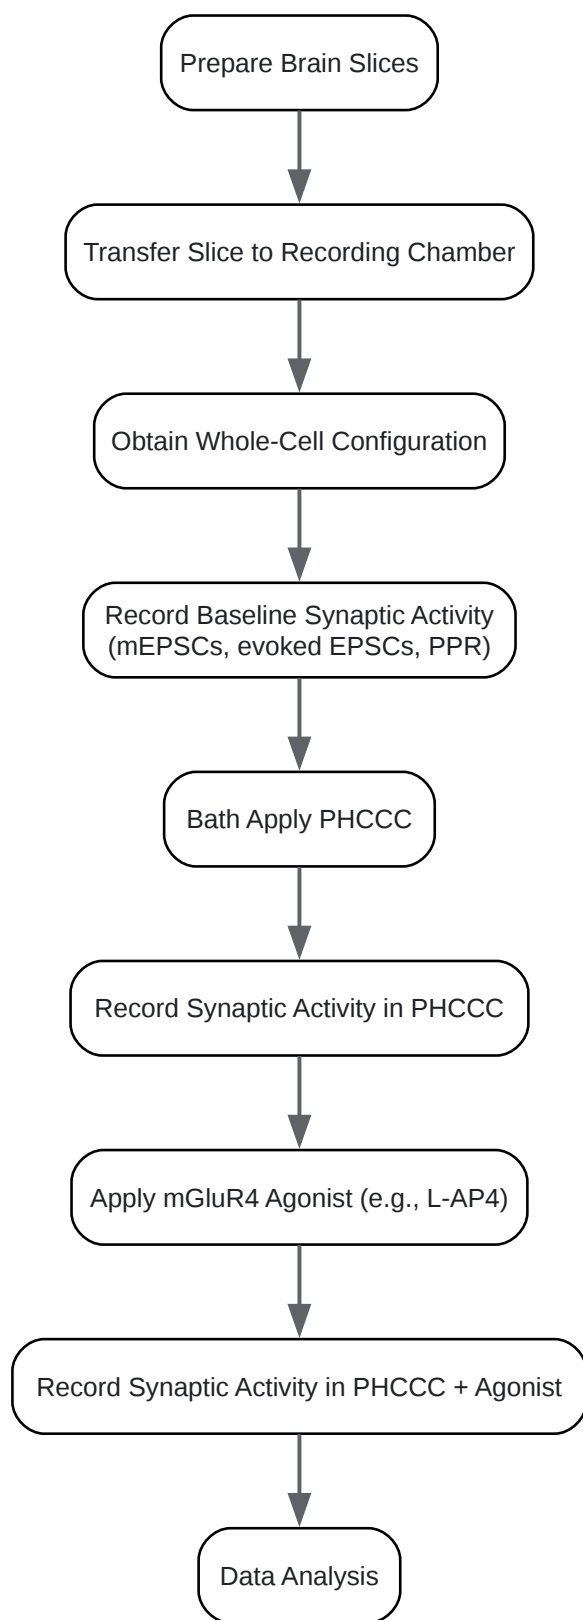 Prepare Brain Slices
Transfer Slice to Recording Chamber
Obtain Whole-Cell Configuration
Record Baseline Synaptic Activity
(mEPSCs, evoked EPSCs, PPR)
Bath Apply PHCCC
Record Synaptic Activity in PHCCC
Apply mGluR4 Agonist (e.g., L-AP4)
Record Synaptic Activity in PHCCC + Agonist
Data Analysis